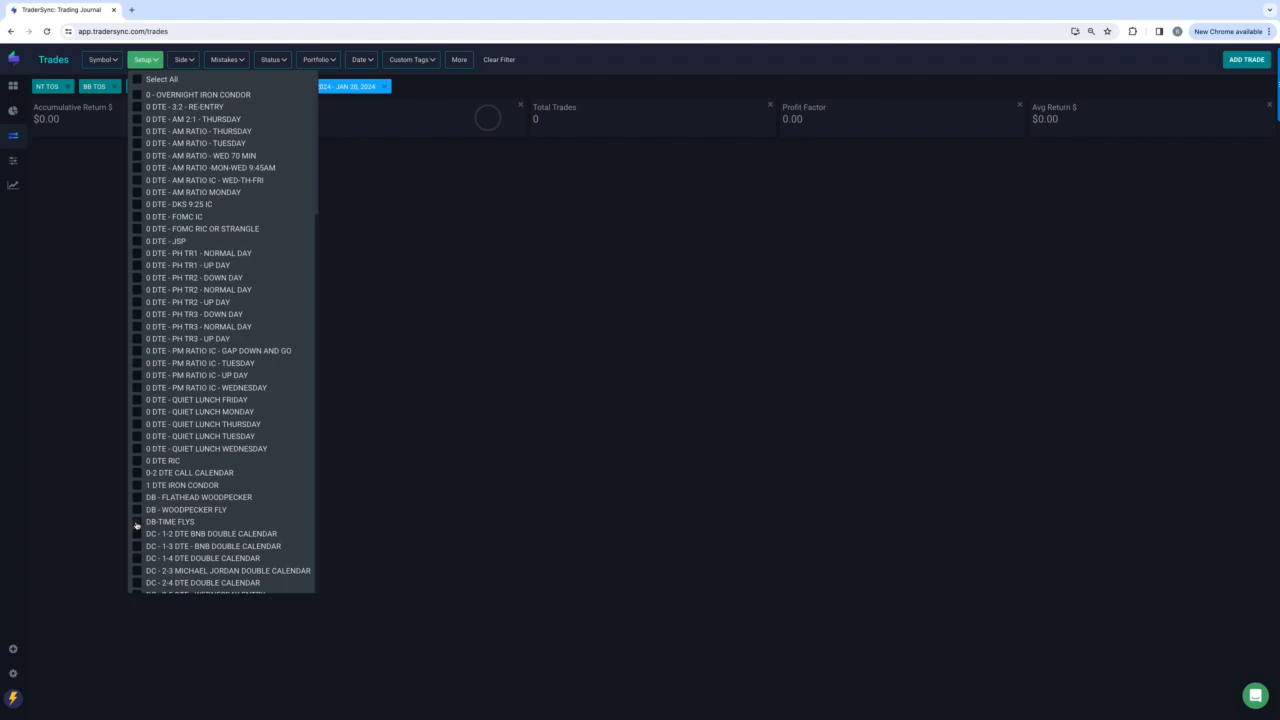 TraderSync: Trading Journal
app.tradersync.com/trades
New Chrome available
Trades
Symbol
Setup
Side
Mistakes
Status
Portfolio
Date
Custom Tags
More
Clear Filter
ADD TRADE
NT TOS
BB TOS
2024 - JAN 20, 2024
Accumulative Return $
$0.00
Total Trades
0
Profit Factor
0.00
Avg Return $
$0.00
Select All
0 - OVERNIGHT IRON CONDOR
0 DTE - 3:2 - RE-ENTRY
0 DTE - AM 2:1 - THURSDAY
0 DTE - AM RATIO - THURSDAY
0 DTE - AM RATIO - TUESDAY
0 DTE - AM RATIO - WED 70 MIN
0 DTE - AM RATIO -MON-WED 9:45AM
0 DTE - AM RATIO IC - WED-TH-FRI
0 DTE - AM RATIO MONDAY
0 DTE - DKS 9:25 IC
0 DTE - FOMC IC
0 DTE - FOMC RIC OR STRANGLE
0 DTE - JSP
0 DTE - PH TR1 - NORMAL DAY
0 DTE - PH TR1 - UP DAY
0 DTE - PH TR2 - DOWN DAY
0 DTE - PH TR2 - NORMAL DAY
0 DTE - PH TR2 - UP DAY
0 DTE - PH TR3 - DOWN DAY
0 DTE - PH TR3 - NORMAL DAY
0 DTE - PH TR3 - UP DAY
0 DTE - PM RATIO IC - GAP DOWN AND GO
0 DTE - PM RATIO IC - TUESDAY
0 DTE - PM RATIO IC - UP DAY
0 DTE - PM RATIO IC - WEDNESDAY
0 DTE - QUIET LUNCH FRIDAY
0 DTE - QUIET LUNCH MONDAY
0 DTE - QUIET LUNCH THURSDAY
0 DTE - QUIET LUNCH TUESDAY
0 DTE - QUIET LUNCH WEDNESDAY
0 DTE RIC
0-2 DTE CALL CALENDAR
1 DTE IRON CONDOR
DB - FLATHEAD WOODPECKER
DB - WOODPECKER FLY
DB-TIME FLYS
DC - 1-2 DTE BNB DOUBLE CALENDAR
DC - 1-3 DTE - BNB DOUBLE CALENDAR
DC - 1-4 DTE DOUBLE CALENDAR
DC - 2-3 MICHAEL JORDAN DOUBLE CALENDAR
DC - 2-4 DTE DOUBLE CALENDAR